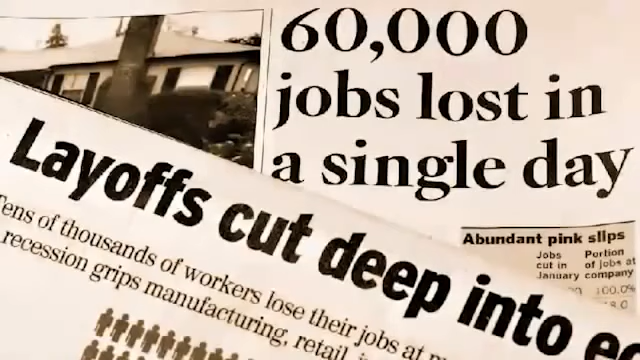 60,000
jobs lost in
a single day
Layoffs cut deep into
Tens of thousands of workers lose their jobs at
recession grips manufacturing, retail,
Abundant pink slips
Jobs Portion
cut in of jobs at
January company
100.0%